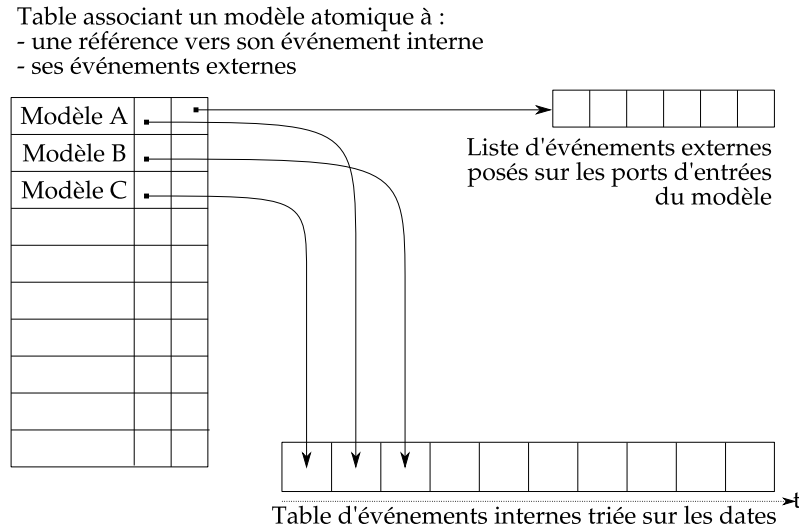 Table associant un modèle atomique à :
- une référence vers son événement interne
- ses événements externes
Modèle A
Modèle B
Modèle C
Liste d'événements externes
posés sur les ports d'entrées
du modèle
t
Table d'événements internes triée sur les dates